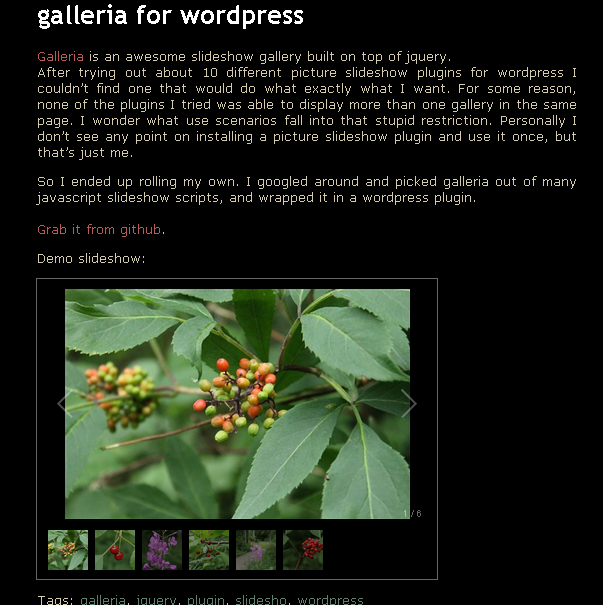 galleria for wordpress
Galleria is an awesome slideshow gallery built on top of jquery.
After trying out about 10 different picture slideshow plugins for wordpress I
couldn't find one that would do what exactly what I want. For some reason,
none of the plugins I tried was able to display more than one gallery in the same
page. I wonder what use scenarios fall into that stupid restriction. Personally I
don't see any point on installing a picture slideshow plugin and use it once, but
that's just me.
So I ended up rolling my own. I googled around and picked galleria out of many
javascript slideshow scripts, and wrapped it in a wordpress plugin.
Grab it from github.
Demo slideshow:
1 / 6
Tags: galleria, jquery, plugin, slidesho, wordpress